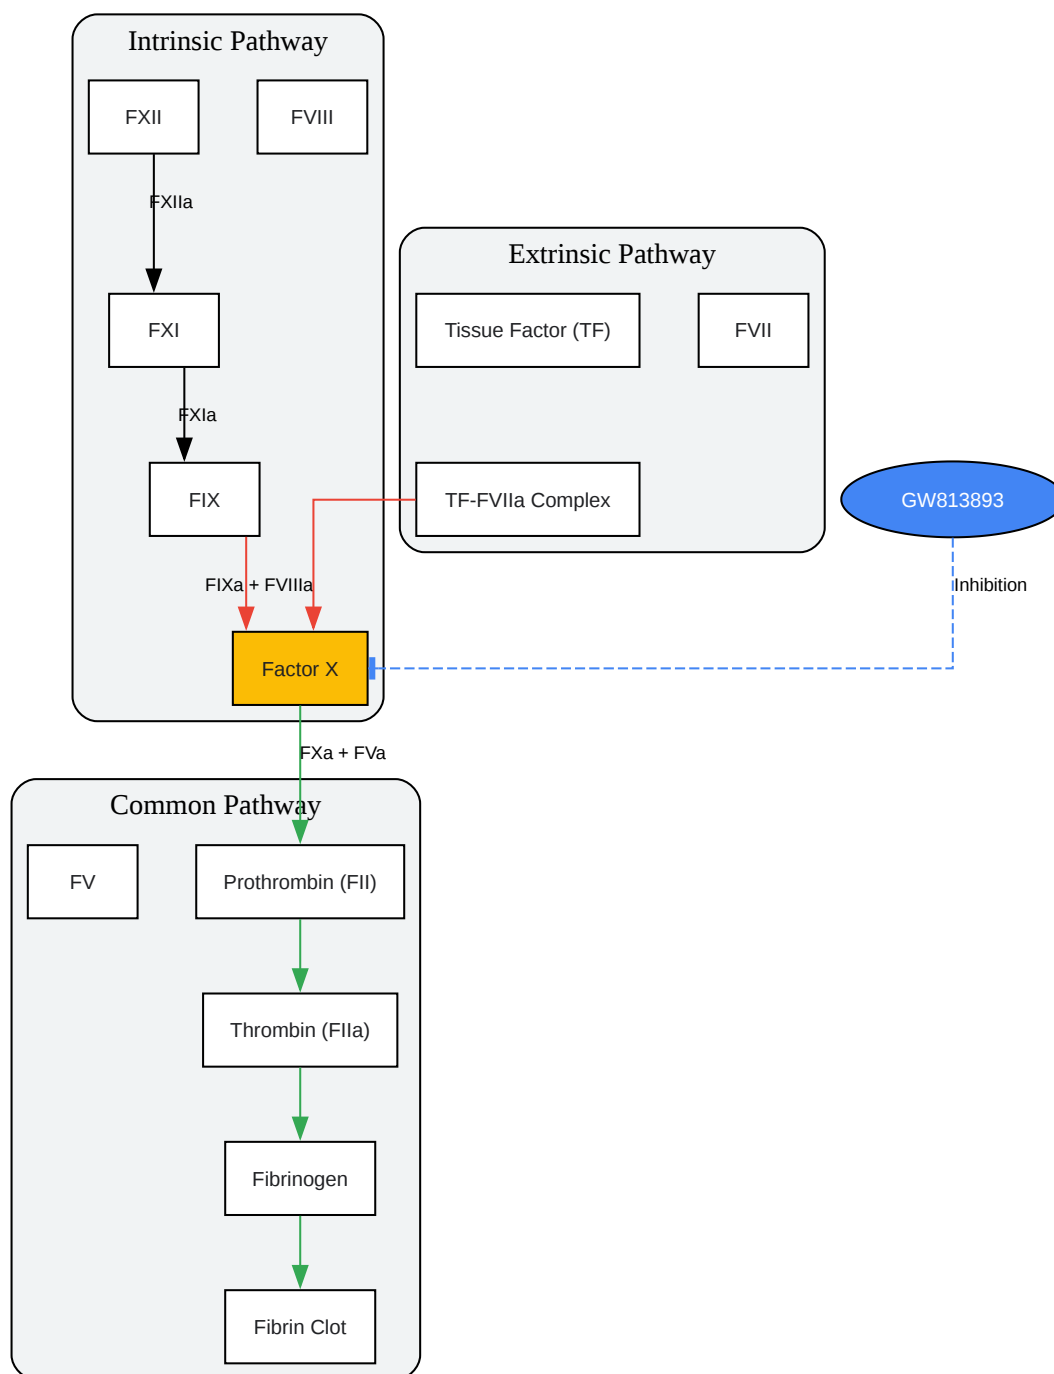 Intrinsic Pathway
FXII
FVIII
FXIIa
Extrinsic Pathway
FXI
Tissue Factor (TF)
FVII
FXIa
FIX
TF-FVIIa Complex
GW813893
FIXa + FVIIIa
Inhibition
Factor X
FXa + FVa
Common Pathway
FV
Prothrombin (FII)
Thrombin (FIIa)
Fibrinogen
Fibrin Clot